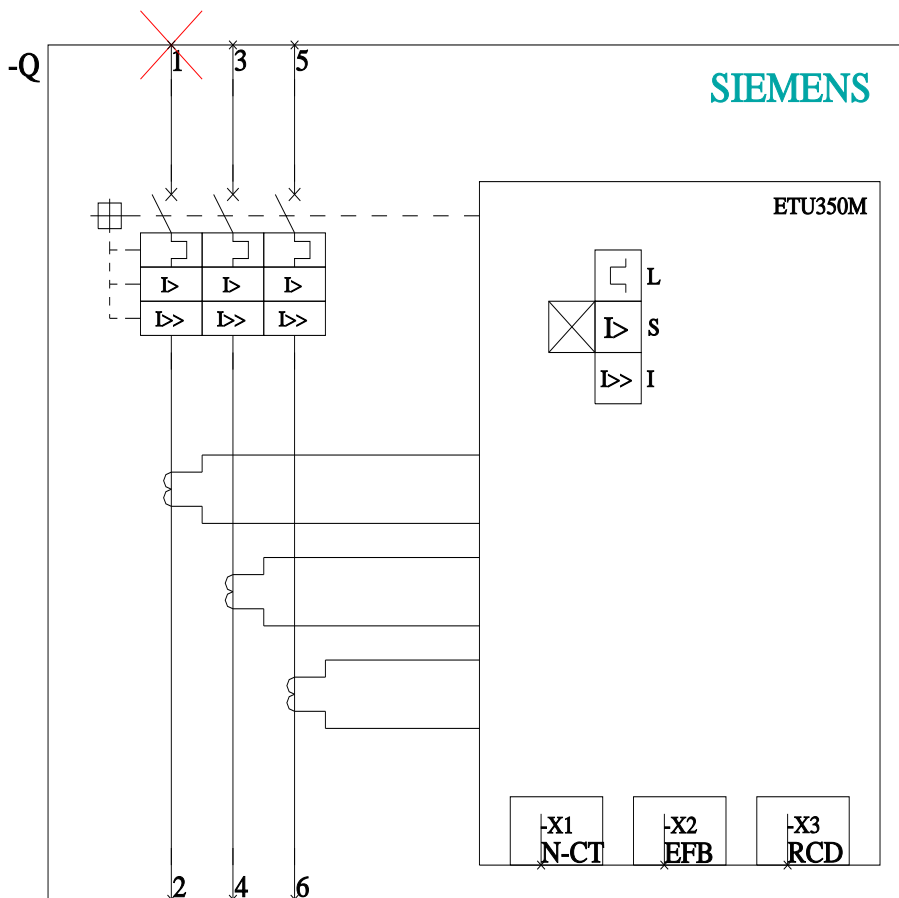 1 3 5
-Q
SIEMENS
ETU350M
L
I> I> I>
I> S
I>> I>> I>>
I>> I
-X1 -X2 -X3
N-CT EFB RCD
2 4 6